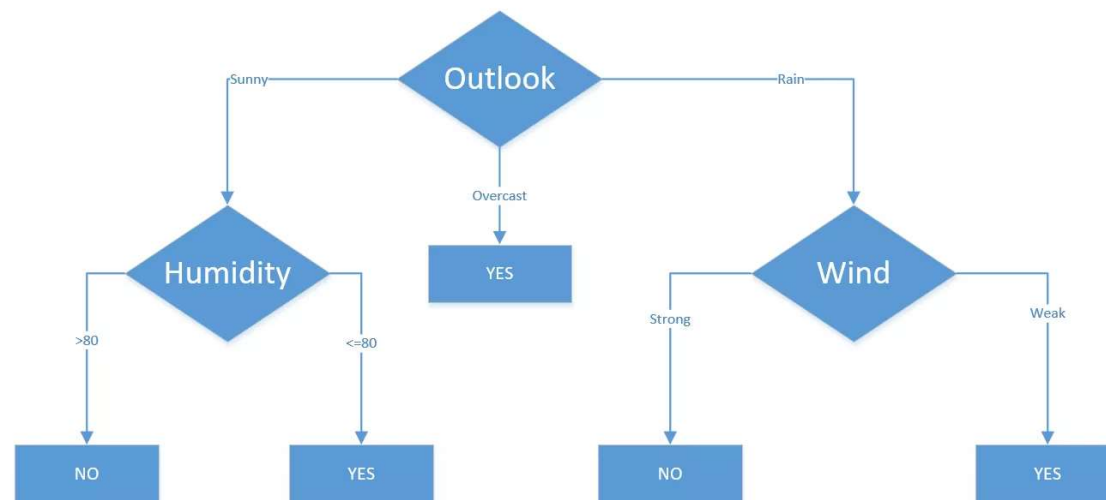 Outlook
Sunny
Rain
Overcast
Humidity
YES
Wind
>80
<=80
Strong
Weak
NO
YES
NO
YES